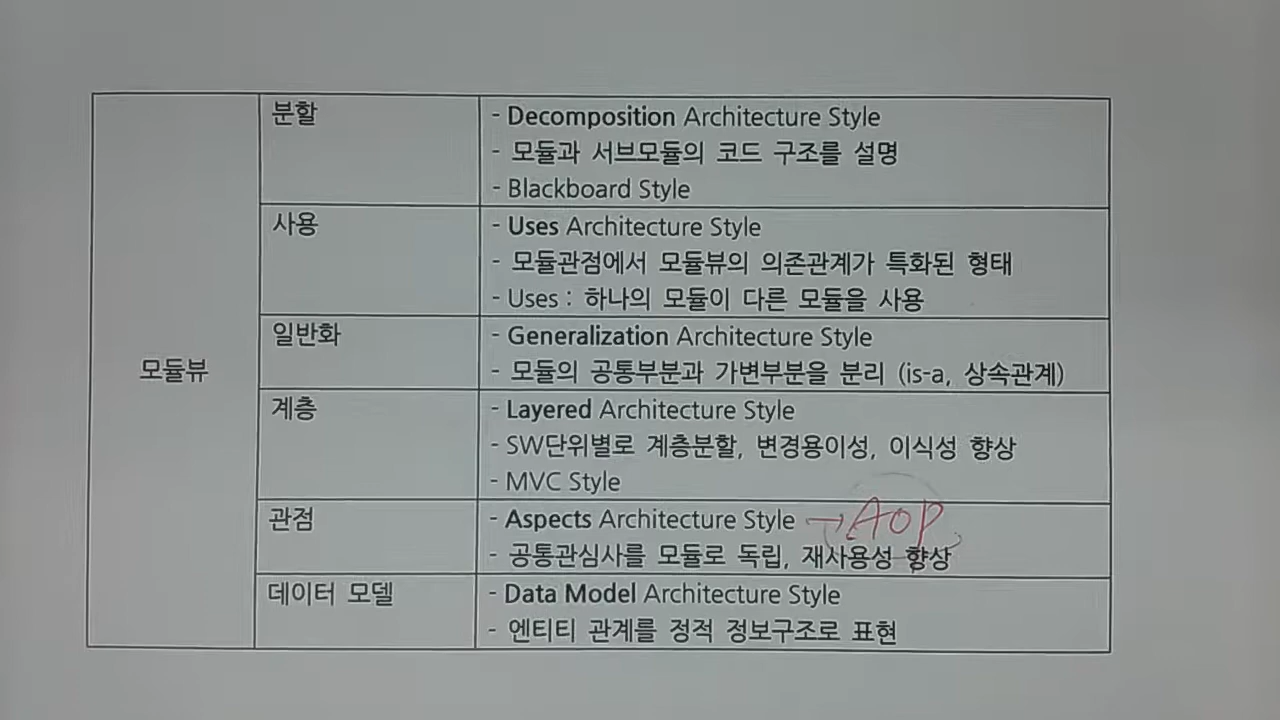 모듈뷰
분할
- Decomposition Architecture Style
- 모듈과 서브모듈의 코드 구조를 설명
- Blackboard Style
사용
- Uses Architecture Style
- 모듈관점에서 모듈뷰의 의존관계가 특화된 형태
- Uses : 하나의 모듈이 다른 모듈을 사용
일반화
- Generalization Architecture Style
- 모듈의 공통부분과 가변부분을 분리 (is-a, 상속관계)
계층
- Layered Architecture Style
- SW단위별로 계층분할, 변경용이성, 이식성 향상
- MVC Style
관점
- Aspects Architecture Style → AOP
- 공통관심사를 모듈로 독립, 재사용성 향상
데이터 모델
- Data Model Architecture Style
- 엔티티 관계를 정적 정보구조로 표현